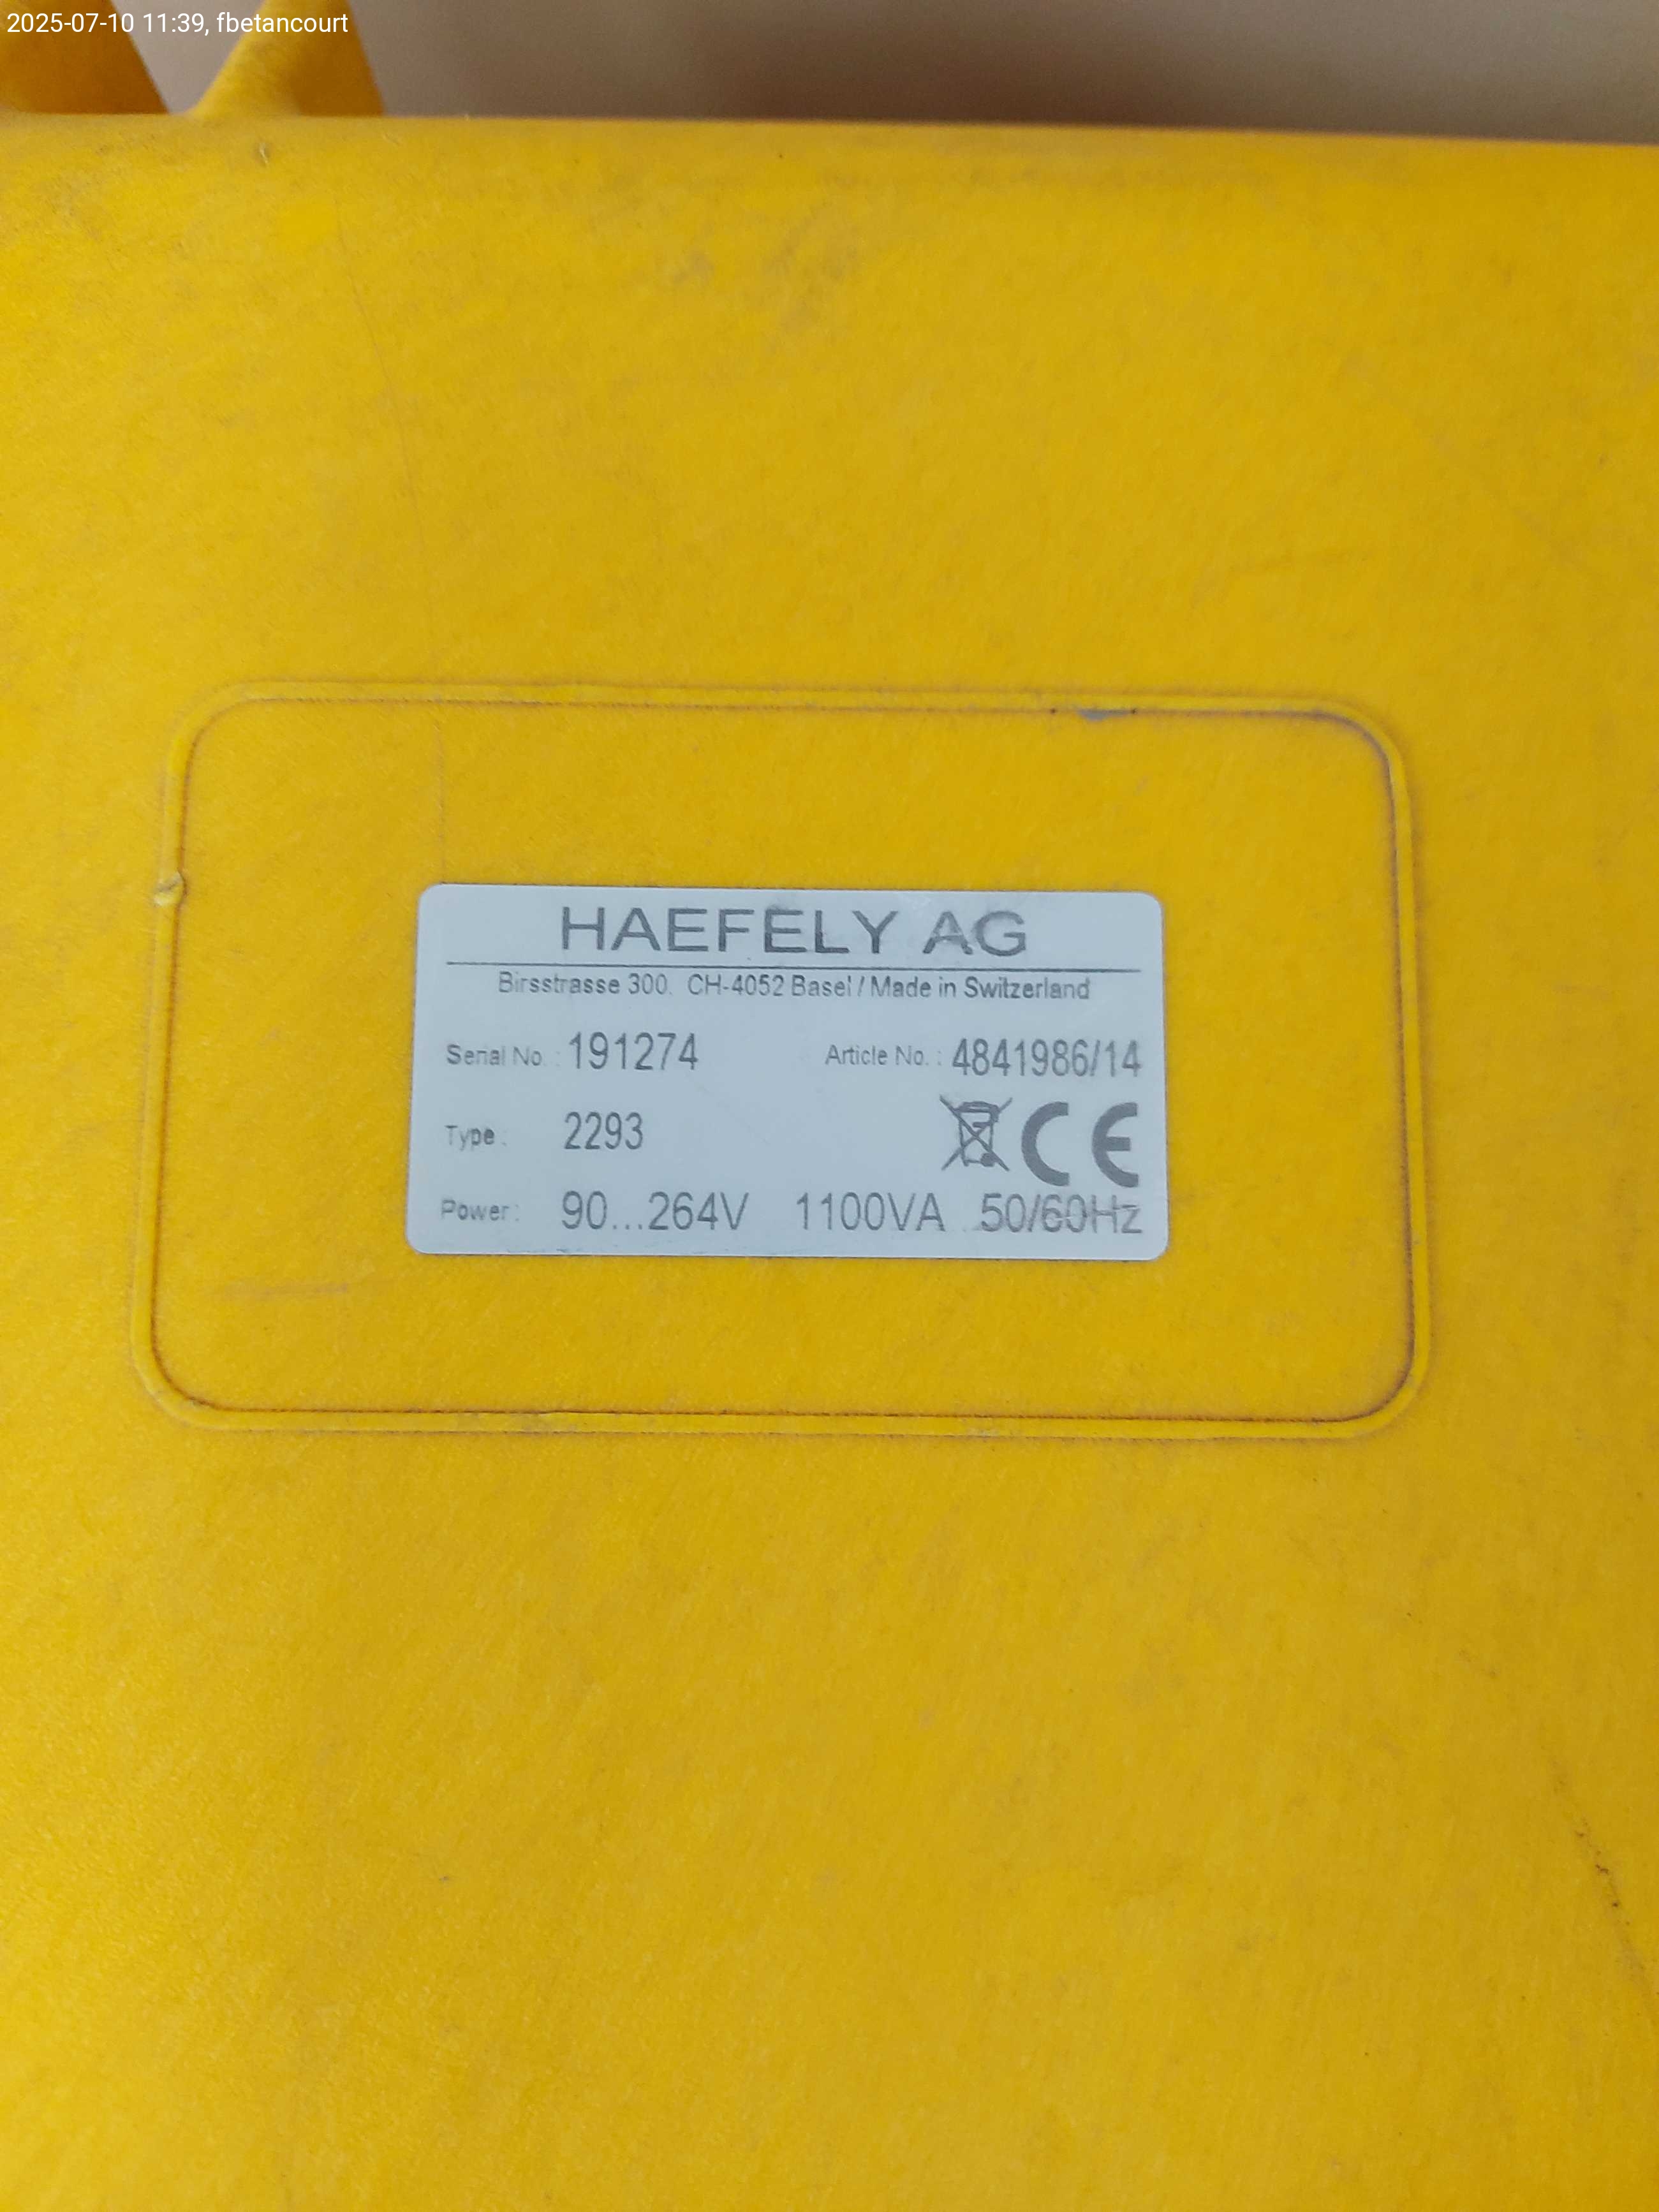 2025-07-10 11:39, fbetancourt
HAEFELY AG
Birsstrasse 300. CH-4052 Basel / Made in Switzerland
Serial No. : 191274 Article No. : 4841986/14
Type : 2293
CE
Power : 90...264V 1100VA 50/60Hz